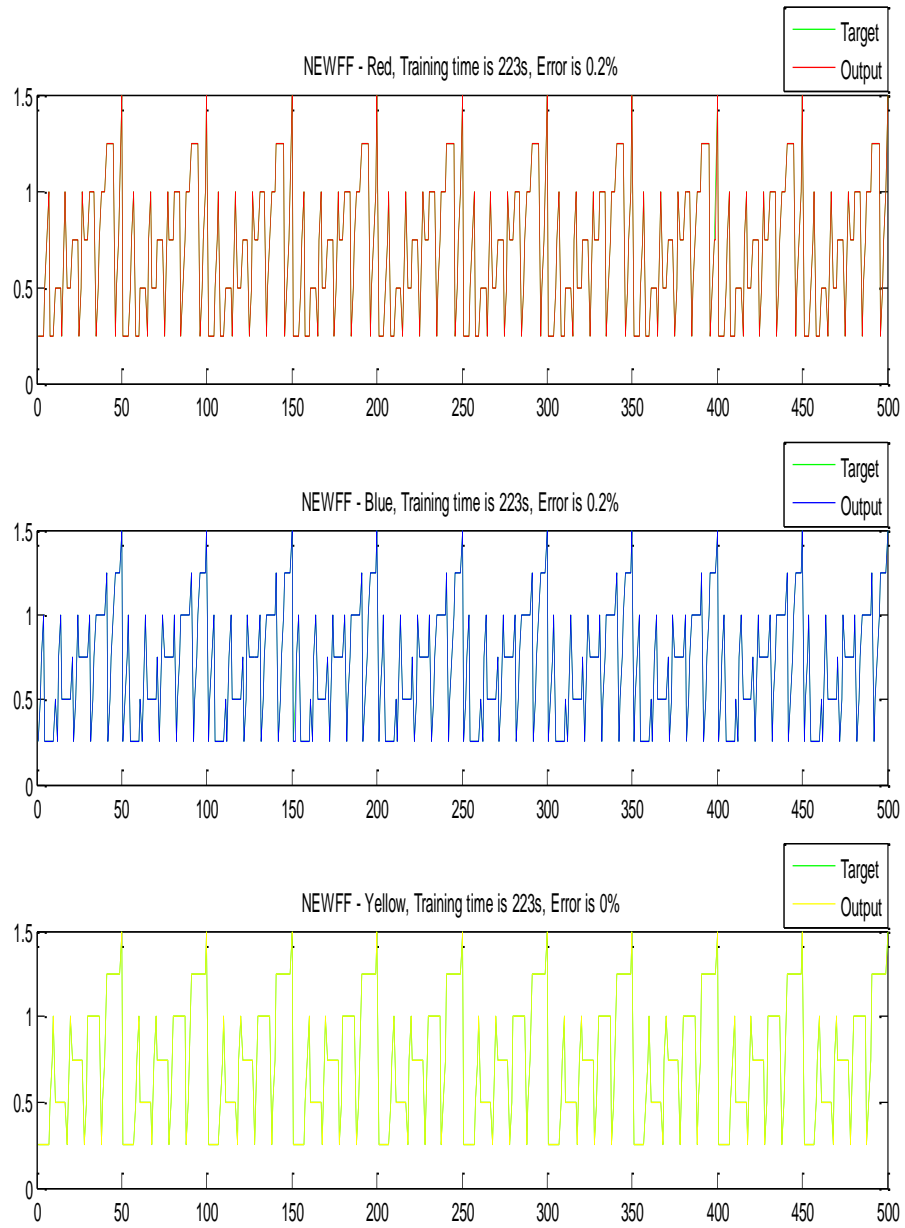 Target
Output
NEWFF - Red, Training time is 223s, Error is 0.2%
1.5
1
0.5
0
0 50 100 150 200 250 300 350 400 450 500
Target
Output
NEWFF - Blue, Training time is 223s, Error is 0.2%
1.5
1
0.5
0
0 50 100 150 200 250 300 350 400 450 500
Target
Output
NEWFF - Yellow, Training time is 223s, Error is 0%
1.5
1
0.5
0
0 50 100 150 200 250 300 350 400 450 500